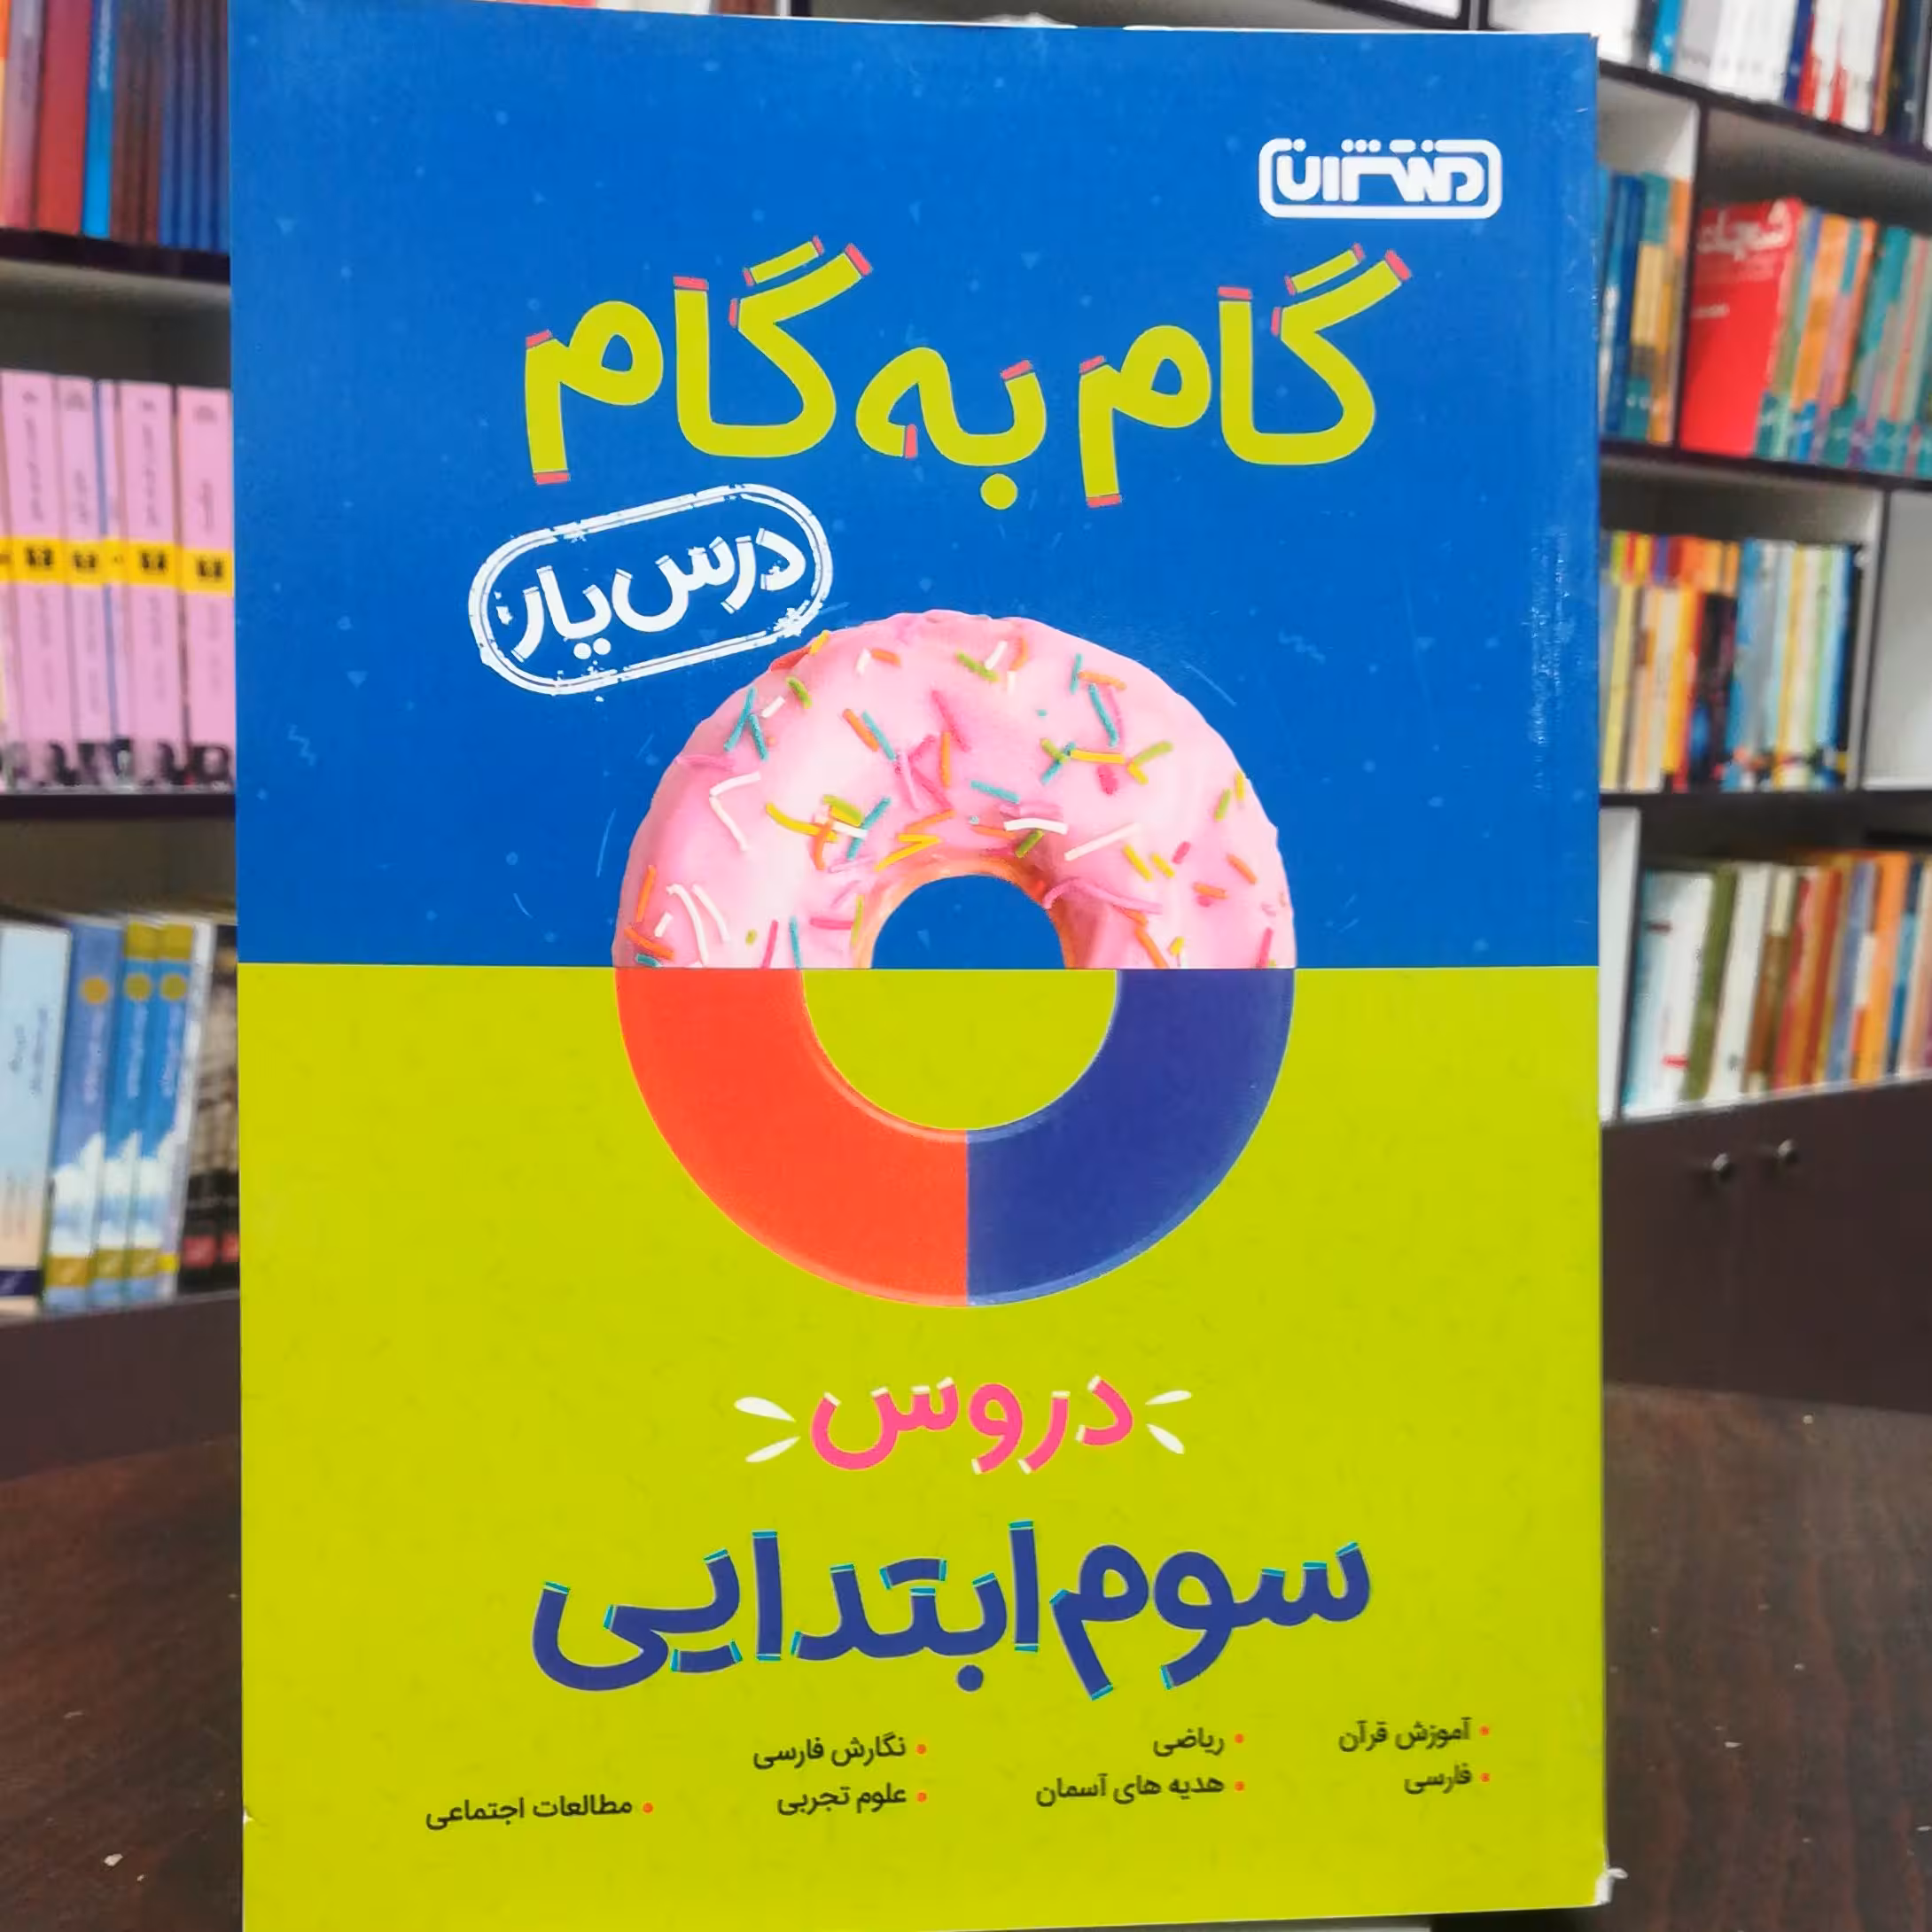 منتشران
گام به گام
درس یار
دروس
سوم ابتدایی
• آموزش قرآن
• فارسی
• ریاضی
• هدیه های آسمان
• نگارش فارسی
• علوم تجربی
• مطالعات اجتماعی